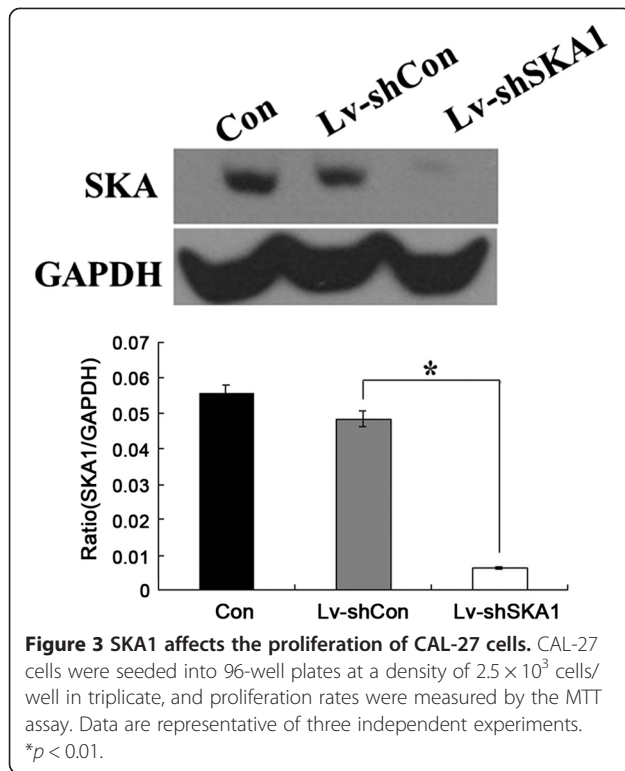 Con Lv-shCon Lv-shSKA1
SKA
GAPDH
0.07
0.06
0.05
0.04
0.03
0.02
0.01
0
Ratio(SKA1/GAPDH)
*
Con Lv-shCon Lv-shSKA1
Figure 3 SKA1 affects the proliferation of CAL-27 cells. CAL-27
cells were seeded into 96-well plates at a density of 2.5 × 10³ cells/
well in triplicate, and proliferation rates were measured by the MTT
assay. Data are representative of three independent experiments.
*p < 0.01.